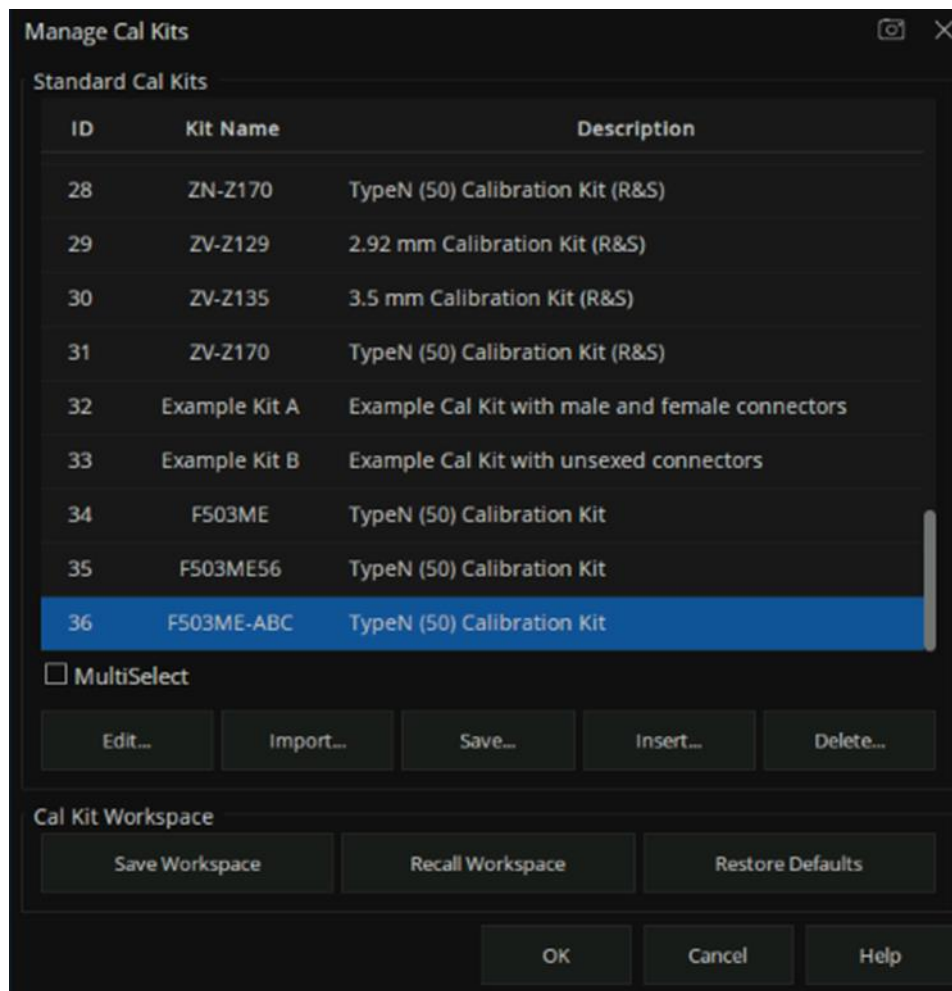 Manage Cal Kits
Standard Cal Kits
ID Kit Name Description
28 ZN-Z170 TypeN (50) Calibration Kit (R&S)
29 ZV-Z129 2.92 mm Calibration Kit (R&S)
30 ZV-Z135 3.5 mm Calibration Kit (R&S)
31 ZV-Z170 TypeN (50) Calibration Kit (R&S)
32 Example Kit A Example Cal Kit with male and female connectors
33 Example Kit B Example Cal Kit with unsexed connectors
34 F503ME TypeN (50) Calibration Kit
35 F503ME56 TypeN (50) Calibration Kit
36 F503ME-ABC TypeN (50) Calibration Kit
MultiSelect
Edit... Import... Save... Insert... Delete...
Cal Kit Workspace
Save Workspace Recall Workspace Restore Defaults
OK Cancel Help